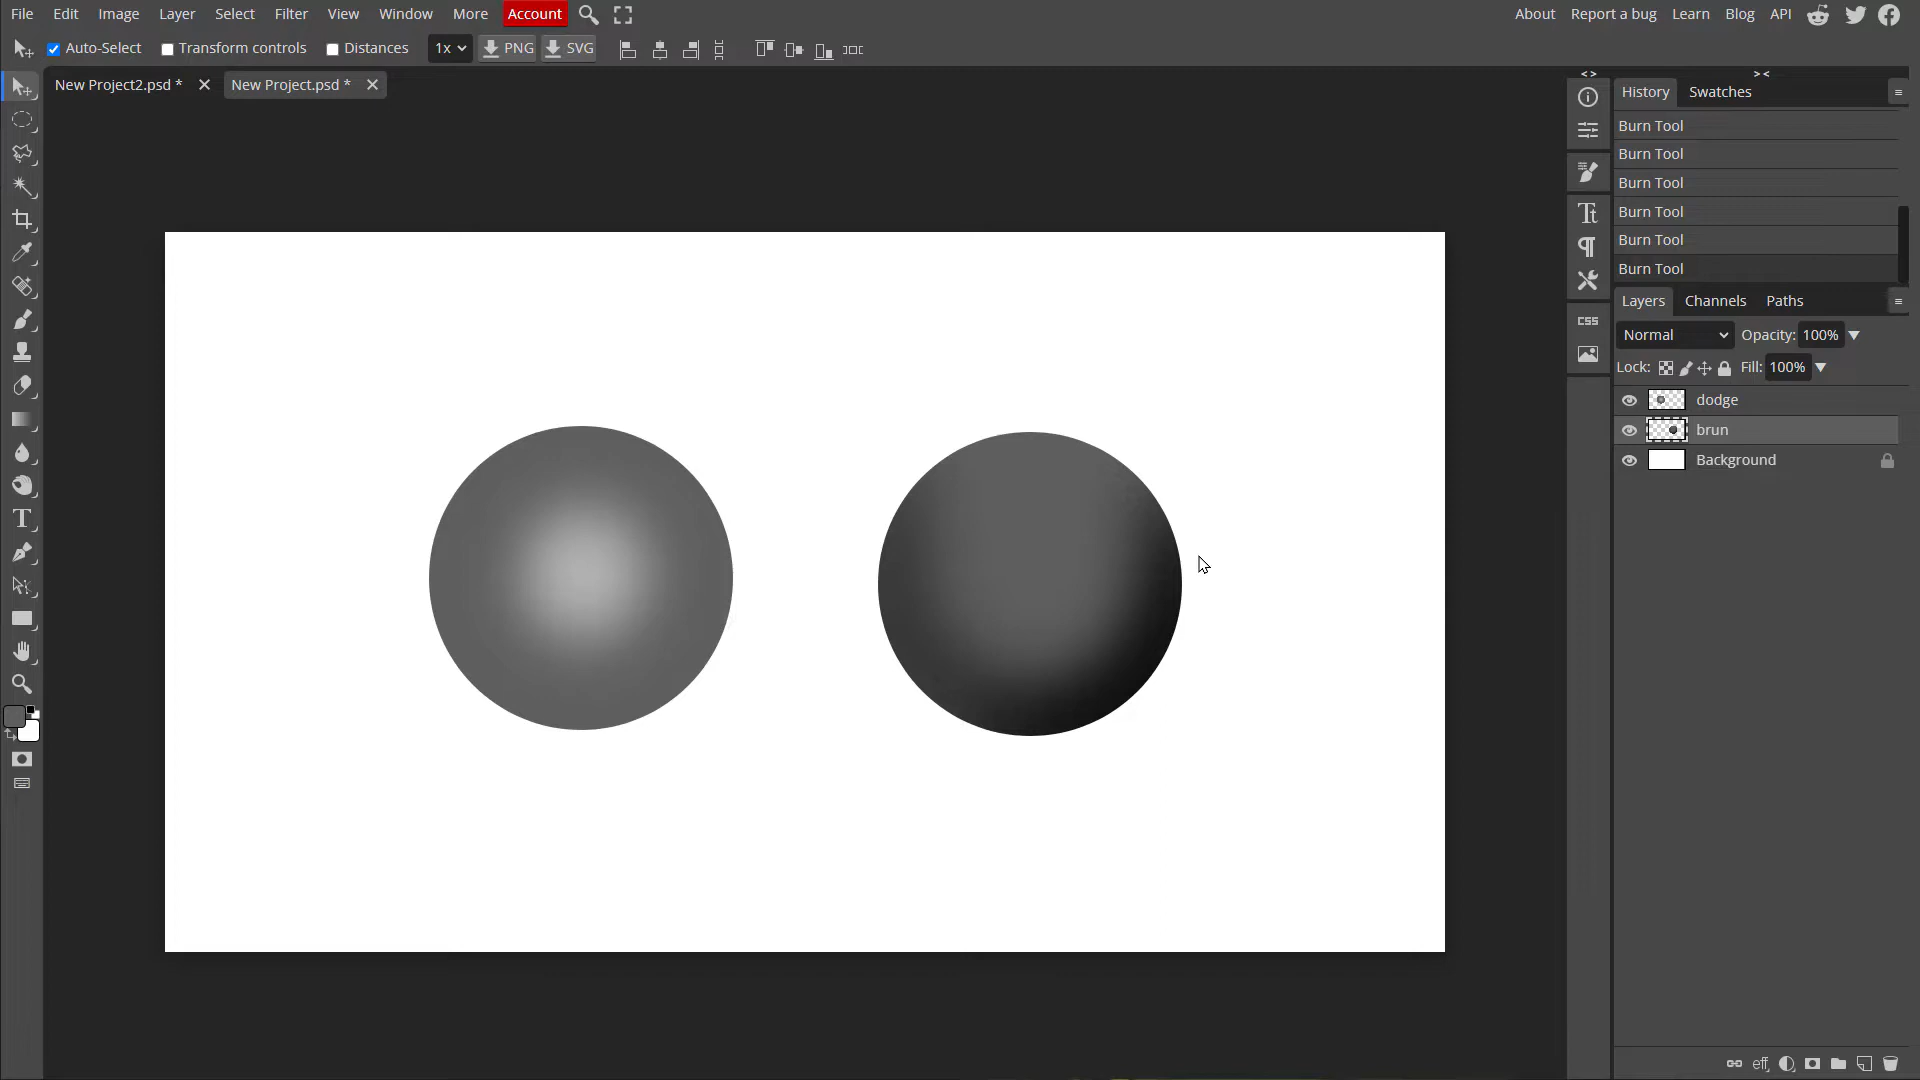 File Edit Image Layer Select Filter View Window More Account About Report a bug Learn Blog API
Auto-Select Transform controls Distances 1x PNG SVG
New Project2.psd * New Project.psd *
History Swatches
Burn Tool
Burn Tool
Burn Tool
Burn Tool
Burn Tool
Burn Tool
Layers Channels Paths
CSS
Normal Opacity: 100%
Lock: Fill: 100%
dodge
brun
Background
eff